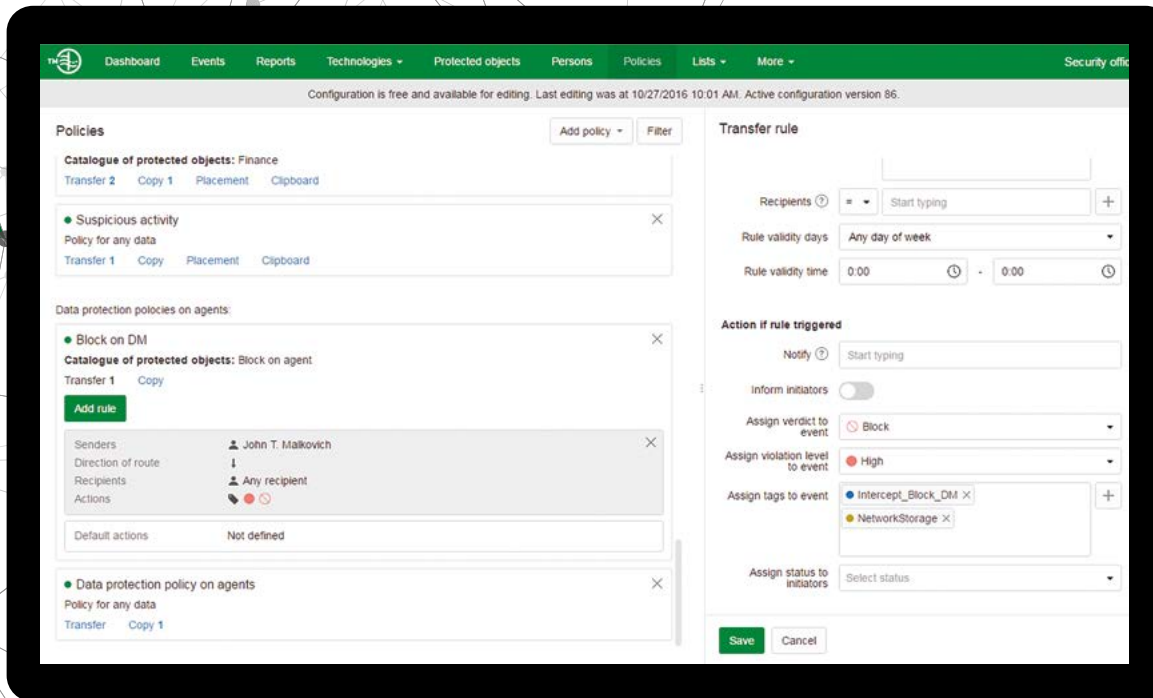 TM
Dashboard Events Reports Technologies Protected objects Persons Policies Lists More Security offic
Configuration is free and available for editing. Last editing was at 10/27/2016 10:01 AM. Active configuration version 86.
Policies
Add policy Filter
Catalogue of protected objects: Finance
Transfer 2 Copy 1 Placement Clipboard
Suspicious activity
Policy for any data
Transfer 1 Copy Placement Clipboard
Data protection polocies on agents:
Block on DM
Catalogue of protected objects: Block on agent
Transfer 1 Copy
Add rule
Senders John T. Malkovich
Direction of route
Recipients Any recipient
Actions
Default actions Not defined
Data protection policy on agents
Policy for any data
Transfer Copy 1
Transfer rule
Recipients ? = Start typing +
Rule validity days Any day of week
Rule validity time 0:00 - 0:00
Action if rule triggered
Notify ? Start typing
Inform initiators
Assign verdict to
event
Block
Assign violation level
to event
High
Assign tags to event Intercept_Block_DM × +
NetworkStorage ×
Assign status to
initiators
Select status
Save Cancel